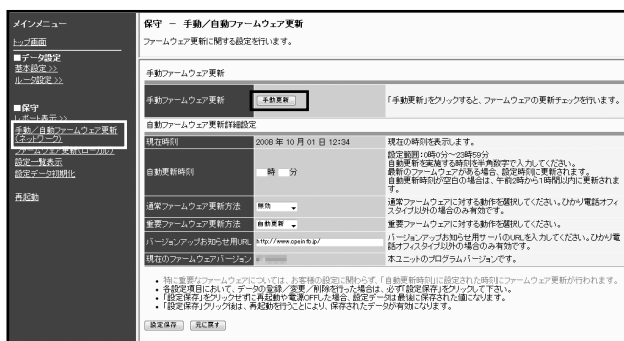 メインメニュー
トップ画面
■データ設定
基本設定 >>
ルータ設定 >>
■保守
レポート表示 >>
手動/自動ファームウェア更新
(ネットワーク)
ファームウェア更新(ローカル)
設定一覧表示
設定データ初期化
再起動
保守 － 手動/自動ファームウェア更新
ファームウェア更新に関する設定を行います。
手動ファームウェア更新
手動ファームウェア更新 手動更新 「手動更新」をクリックすると、ファームウェアの更新チェックを行います。
自動ファームウェア更新詳細設定
現在時刻 2008 年 10 月 01 日 12:34 現在の時刻を表示します。
自動更新時刻 時 分 設定範囲：0時0分～23時59分
自動更新を実施する時刻を半角数字で入力してください。
最新のファームウェアがある場合、設定時刻に更新されます。
自動更新時刻が空白の場合は、午前2時から1時間以内に更新されます。
通常ファームウェア更新方法 無効 通常ファームウェアに対する動作を選択してください。ひかり電話オフィスタイプ以外の場合のみ有効です。
重要ファームウェア更新方法 自動更新 重要ファームウェアに対する動作を選択してください。
バージョンアップお知らせ用URL バージョンアップお知らせ用サーバのURLを入力してください。ひかり電話オフィスタイプ以外の場合のみ有効です。
現在のファームウェアバージョン 本ユニットのプログラムバージョンです。
• 特に重要なファームウェアについては、お客様の設定に関わらず、「自動更新時刻」に設定された時刻にファームウェア更新が行われます。
• 各設定項目において、データの登録/変更/削除を行った場合は、必ず「設定保存」をクリックして下さい。
• 「設定保存」をクリックせずに再起動や電源OFFした場合、設定データは最後に保存された値になります。
• 「設定保存」クリック後は、再起動を行うことにより、保存されたデータが有効になります。
設定保存 元に戻す